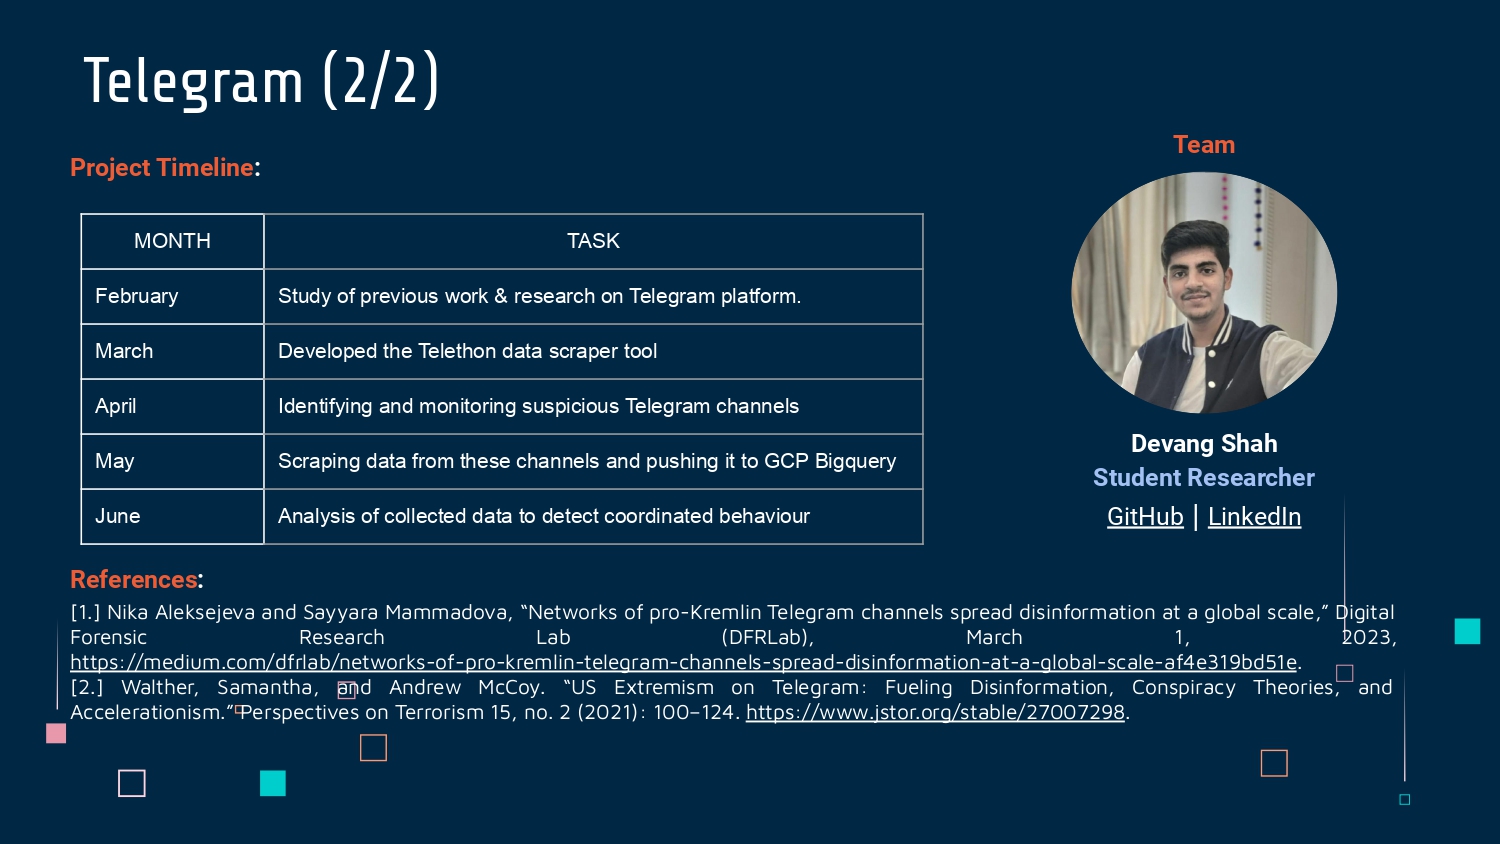 Telegram (2/2)
Project Timeline:
MONTH TASK
February Study of previous work & research on Telegram platform.
March Developed the Telethon data scraper tool
April Identifying and monitoring suspicious Telegram channels
May Scraping data from these channels and pushing it to GCP Bigquery
June Analysis of collected data to detect coordinated behaviour
Team
Devang Shah
Student Researcher
GitHub | LinkedIn
References:
[1.] Nika Aleksejeva and Sayyara Mammadova, “Networks of pro-Kremlin Telegram channels spread disinformation at a global scale,” Digital
Forensic Research Lab (DFRLab), March 1, 2023,
https://medium.com/dfrlab/networks-of-pro-kremlin-telegram-channels-spread-disinformation-at-a-global-scale-af4e319bd51e.
[2.] Walther, Samantha, and Andrew McCoy. “US Extremism on Telegram: Fueling Disinformation, Conspiracy Theories, and
Accelerationism.” Perspectives on Terrorism 15, no. 2 (2021): 100–124. https://www.jstor.org/stable/27007298.